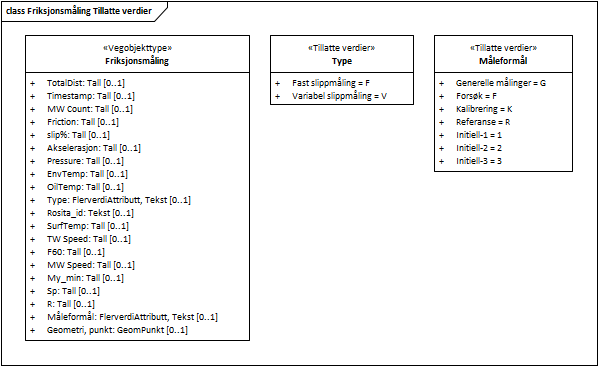 class Friksjonsmåling Tillatte verdier
«Vegobjekttype»
Friksjonsmåling
+ TotalDist: Tall [0..1]
+ Timestamp: Tall [0..1]
+ MW Count: Tall [0..1]
+ Friction: Tall [0..1]
+ slip%: Tall [0..1]
+ Akselerasjon: Tall [0..1]
+ Pressure: Tall [0..1]
+ EnvTemp: Tall [0..1]
+ OilTemp: Tall [0..1]
+ Type: FlerverdiAttributt, Tekst [0..1]
+ Rosita_id: Tekst [0..1]
+ SurfTemp: Tall [0..1]
+ TW Speed: Tall [0..1]
+ F60: Tall [0..1]
+ MW Speed: Tall [0..1]
+ My_min: Tall [0..1]
+ Sp: Tall [0..1]
+ R: Tall [0..1]
+ Måleformål: FlerverdiAttributt, Tekst [0..1]
+ Geometri, punkt: GeomPunkt [0..1]
«Tillatte verdier»
Type
+ Fast slippmåling = F
+ Variabel slippmåling = V
«Tillatte verdier»
Måleformål
+ Generelle målinger = G
+ Forsøk = F
+ Kalibrering = K
+ Referanse = R
+ Initiell-1 = 1
+ Initiell-2 = 2
+ Initiell-3 = 3